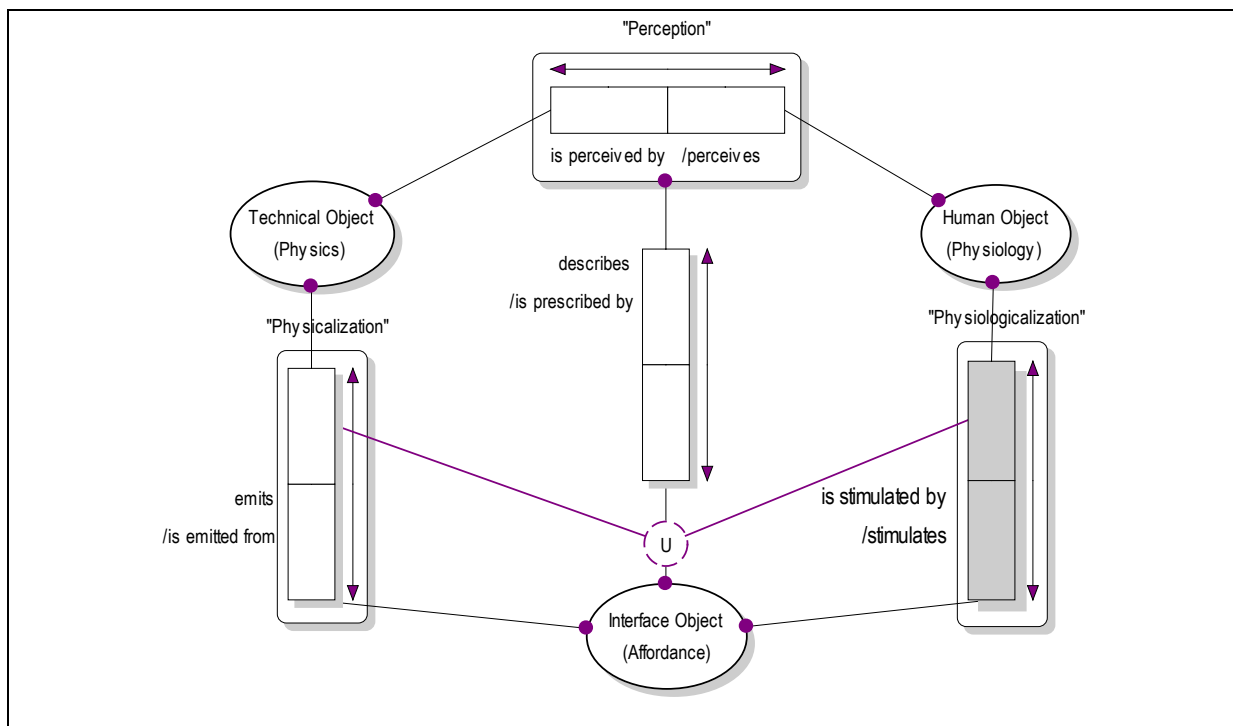 "Perception"
is perceived by /perceives
Technical Object
(Physics)
Human Object
(Physiology)
describes
/is prescribed by
"Physicalization"
"Physiologicalization"
emits
/is emitted from
is stimulated by
/stimulates
U
Interface Object
(Affordance)